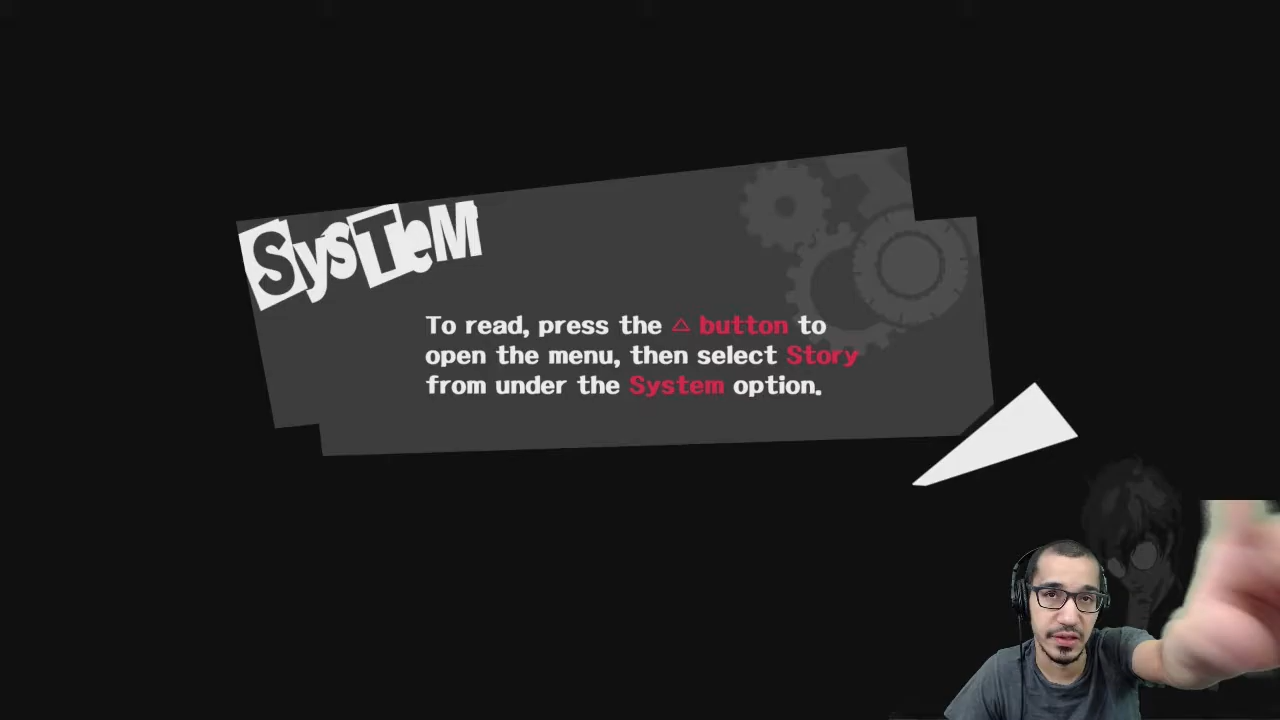 SysTeM
To read, press the △ button to
open the menu, then select Story
from under the System option.